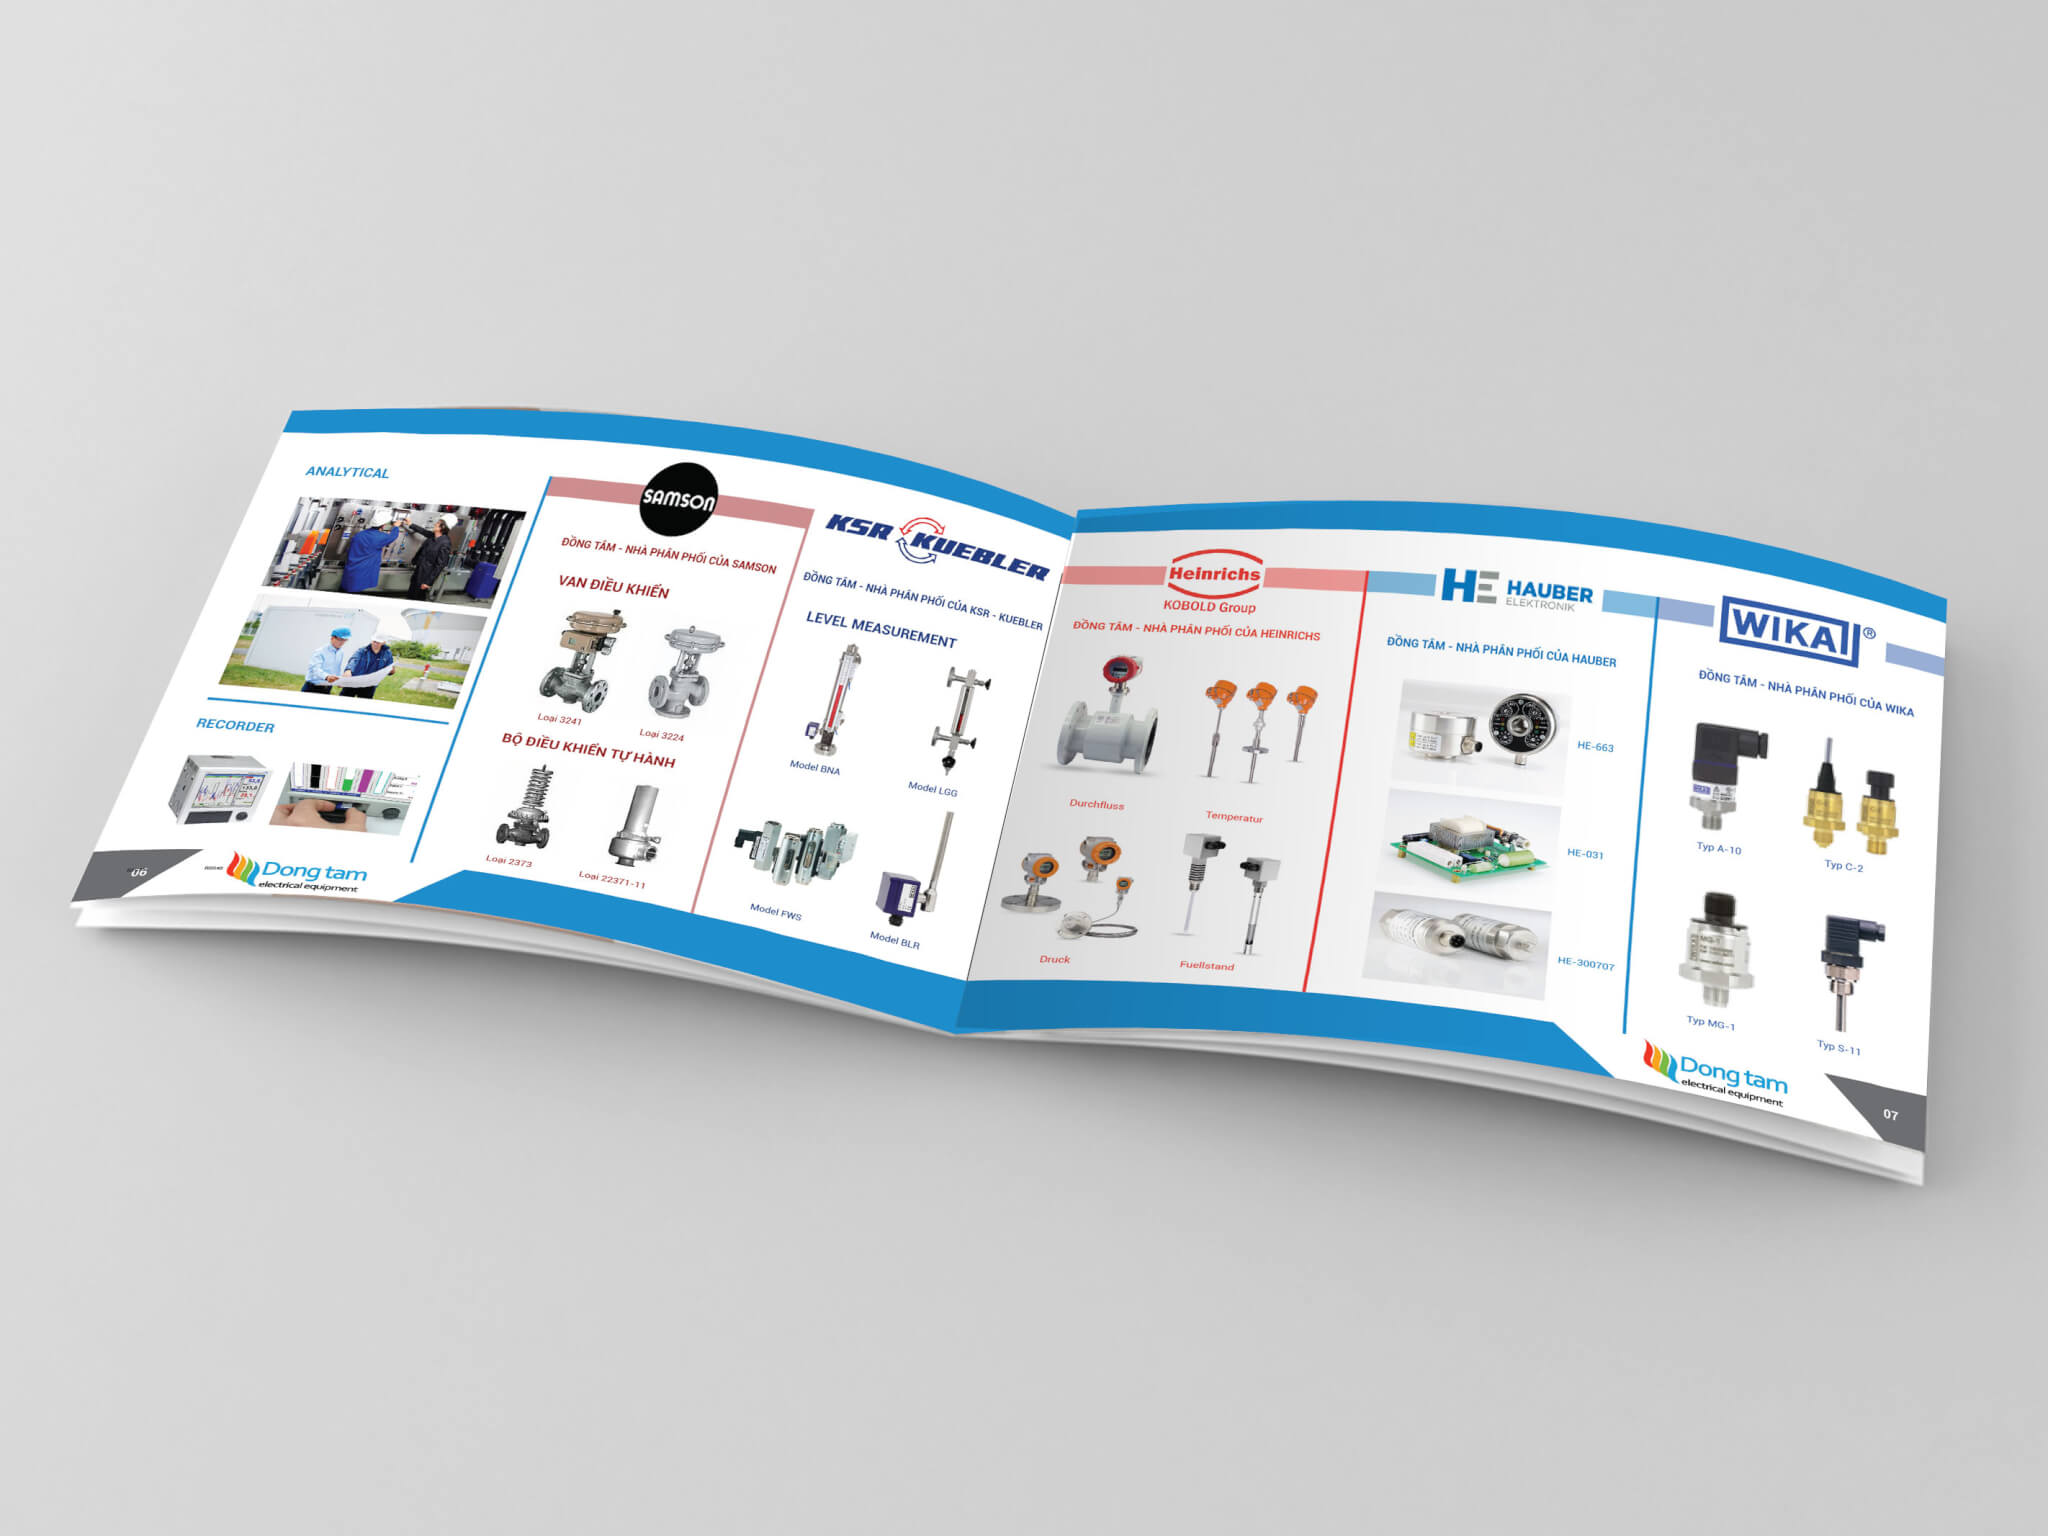 ANALYTICAL
RECORDER
06
Dong tam
electrical equipment
SAMSON
ĐỒNG TÂM - NHÀ PHÂN PHỐI CỦA SAMSON
VAN ĐIỀU KHIỂN
Loại 3241
Loại 3224
BỘ ĐIỀU KHIỂN TỰ HÀNH
Loại 2373
Loại 22371-11
KSR KUEBLER
ĐỒNG TÂM - NHÀ PHÂN PHỐI CỦA KSR - KUEBLER
LEVEL MEASUREMENT
Model BNA
Model LGG
Model FWS
Model BLR
Heinrichs
KOBOLD Group
ĐỒNG TÂM - NHÀ PHÂN PHỐI CỦA HEINRICHS
Durchfluss
Temperatur
Druck
Fuellstand
HE HAUBER
ELEKTRONIK
ĐỒNG TÂM - NHÀ PHÂN PHỐI CỦA HAUBER
HE-663
HE-031
HE-300707
WIKA ®
ĐỒNG TÂM - NHÀ PHÂN PHỐI CỦA WIKA
Typ A-10
Typ C-2
MG-1
Typ MG-1
Typ S-11
Dong tam
electrical equipment
07